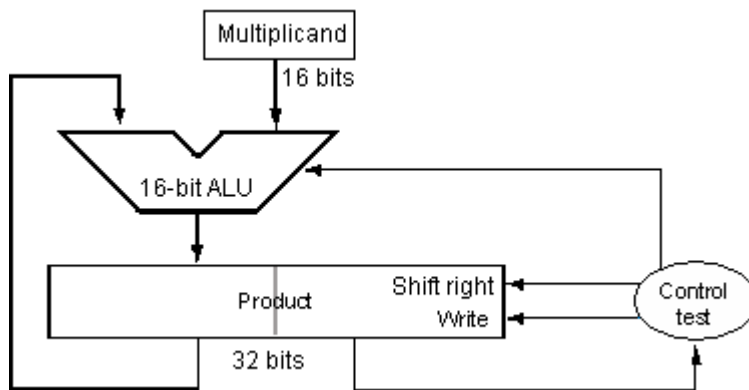 Multiplicand
16 bits
16-bit ALU
Product
Shift right
Write
Control
test
32 bits